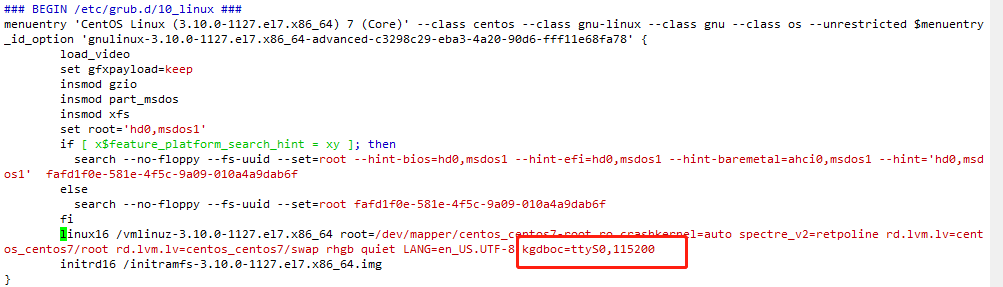 ### BEGIN /etc/grub.d/10_linux ###
menuentry 'CentOS Linux (3.10.0-1127.el7.x86_64) 7 (Core)' --class centos --class gnu-linux --class gnu --class os --unrestricted $menuentry
_id_option 'gnulinux-3.10.0-1127.el7.x86_64-advanced-c3298c29-eba3-4a20-90d6-fff11e68fa78' {
load_video
set gfxpayload=keep
insmod gzio
insmod part_msdos
insmod xfs
set root='hd0,msdos1'
if [ x$feature_platform_search_hint = xy ]; then
search --no-floppy --fs-uuid --set=root --hint-bios=hd0,msdos1 --hint-efi=hd0,msdos1 --hint-baremetal=ahci0,msdos1 --hint='hd0,msd
os1' fafd1f0e-581e-4f5c-9a09-010a4a9dab6f
else
search --no-floppy --fs-uuid --set=root fafd1f0e-581e-4f5c-9a09-010a4a9dab6f
fi
linux16 /vmlinuz-3.10.0-1127.el7.x86_64 root=/dev/mapper/centos_centos7-root ro crashkernel=auto spectre_v2=retpoline rd.lvm.lv=cent
os_centos7/root rd.lvm.lv=centos_centos7/swap rhgb quiet LANG=en_US.UTF-8 kgdboc=ttyS0,115200
initrd16 /initramfs-3.10.0-1127.el7.x86_64.img
}